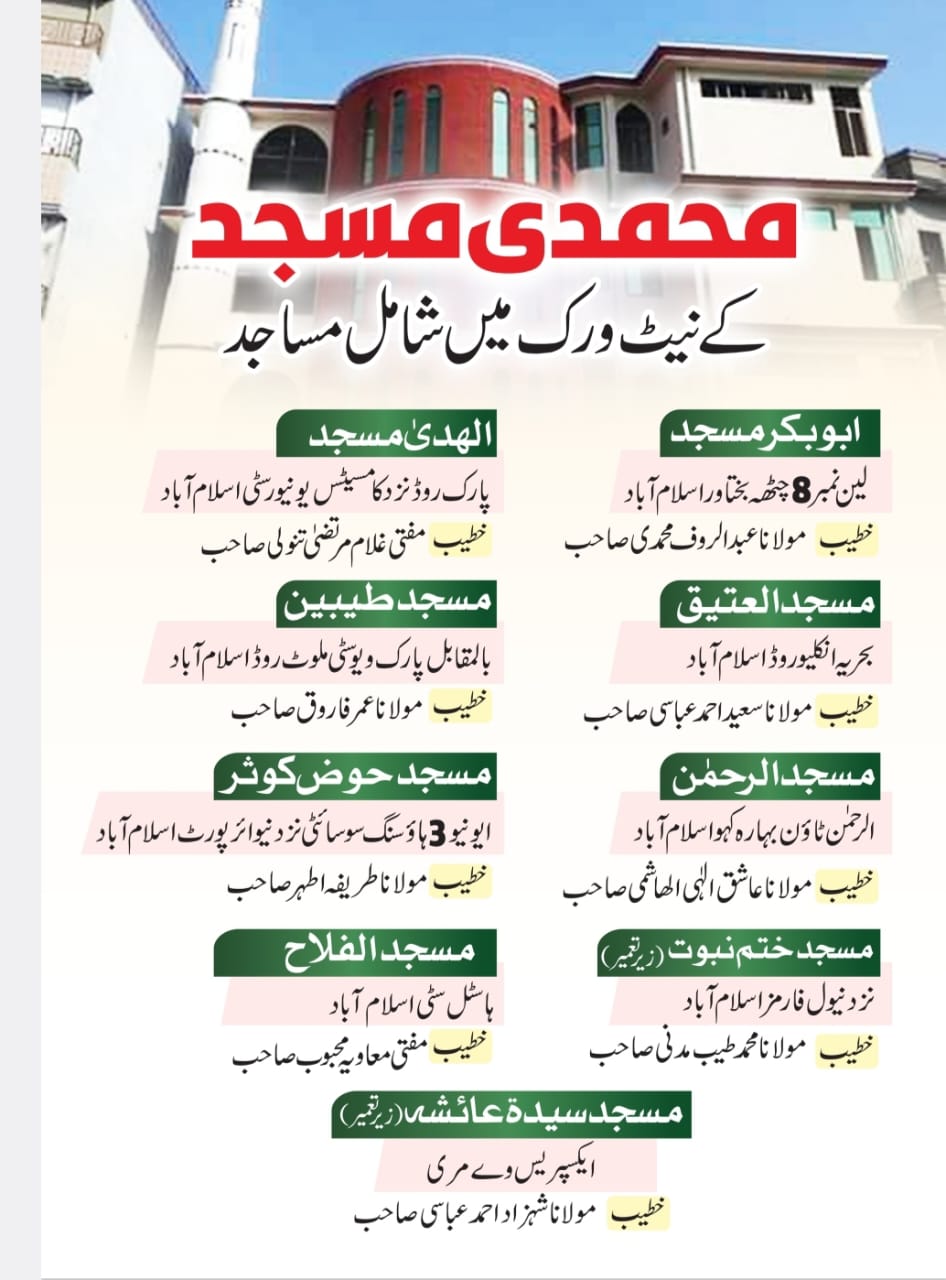 محمدی مسجد
کے نیٹ ورک میں شامل مساجد
ابوبکر مسجد
لین نمبر 8 چٹھہ بختاور اسلام آباد
خطیب مولانا عبدالروف محمدی صاحب
الھدیٰ مسجد
پارک روڈ نزد کامسیٹس یونیورسٹی اسلام آباد
خطیب مفتی غلام مرتضیٰ تنولی صاحب
مسجد العتیق
بحریہ انکلیو روڈ اسلام آباد
خطیب مولانا سعید احمد عباسی صاحب
مسجد طیبین
بالمقابل پارک ویو سٹی ملوٹ روڈ اسلام آباد
خطیب مولانا عمر فاروق صاحب
مسجد الرحمٰن
الرحمٰن ٹاؤن بہارہ کہو اسلام آباد
خطیب مولانا عاشق الٰہی الھاشمی صاحب
مسجد حوض کوثر
ایونیو 3 ہاؤسنگ سوسائٹی نزد نیو ائرپورٹ اسلام آباد
خطیب مولانا طریفہ اطہر صاحب
مسجد ختم نبوت (زیر تعمیر)
نزد نیول فارمز اسلام آباد
خطیب مولانا محمد طیب مدنی صاحب
مسجد الفلاح
ہاسٹل سٹی اسلام آباد
خطیب مفتی معاویہ محبوب صاحب
مسجد سیدۃ عائشہ (زیر تعمیر)
ایکسپریس وے مری
خطیب مولانا شہزاد احمد عباسی صاحب